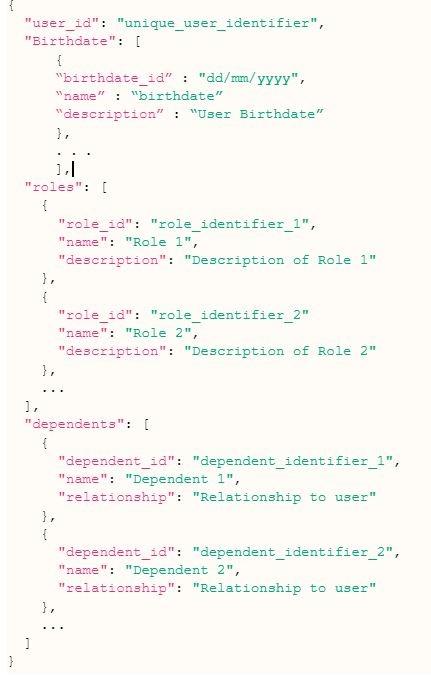 {
  "user_id": "unique_user_identifier",
  "Birthdate": [
      {
      “birthdate_id” : "dd/mm/yyyy",
      “name” : “birthdate”
      “description” : “User Birthdate”
      },
      . . .
      ],
  "roles": [
    {
      "role_id": "role_identifier_1",
      "name": "Role 1",
      "description": "Description of Role 1"
    },
    {
      "role_id": "role_identifier_2"
      "name": "Role 2",
      "description": "Description of Role 2"
    },
    ...
  ],
  "dependents": [
    {
      "dependent_id": "dependent_identifier_1",
      "name": "Dependent 1",
      "relationship": "Relationship to user"
    },
    {
      "dependent_id": "dependent_identifier_2",
      "name": "Dependent 2",
      "relationship": "Relationship to user"
    },
    ...
  ]
}